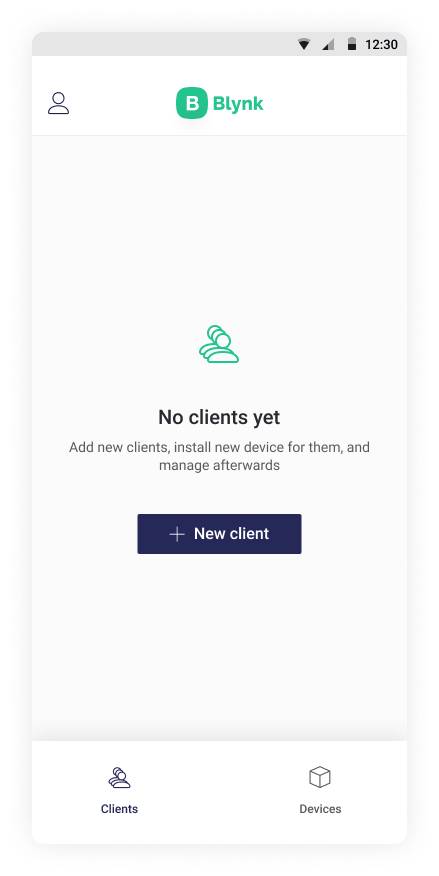 12:30
B Blynk
No clients yet
Add new clients, install new device for them, and
manage afterwards
New client
Clients
Devices